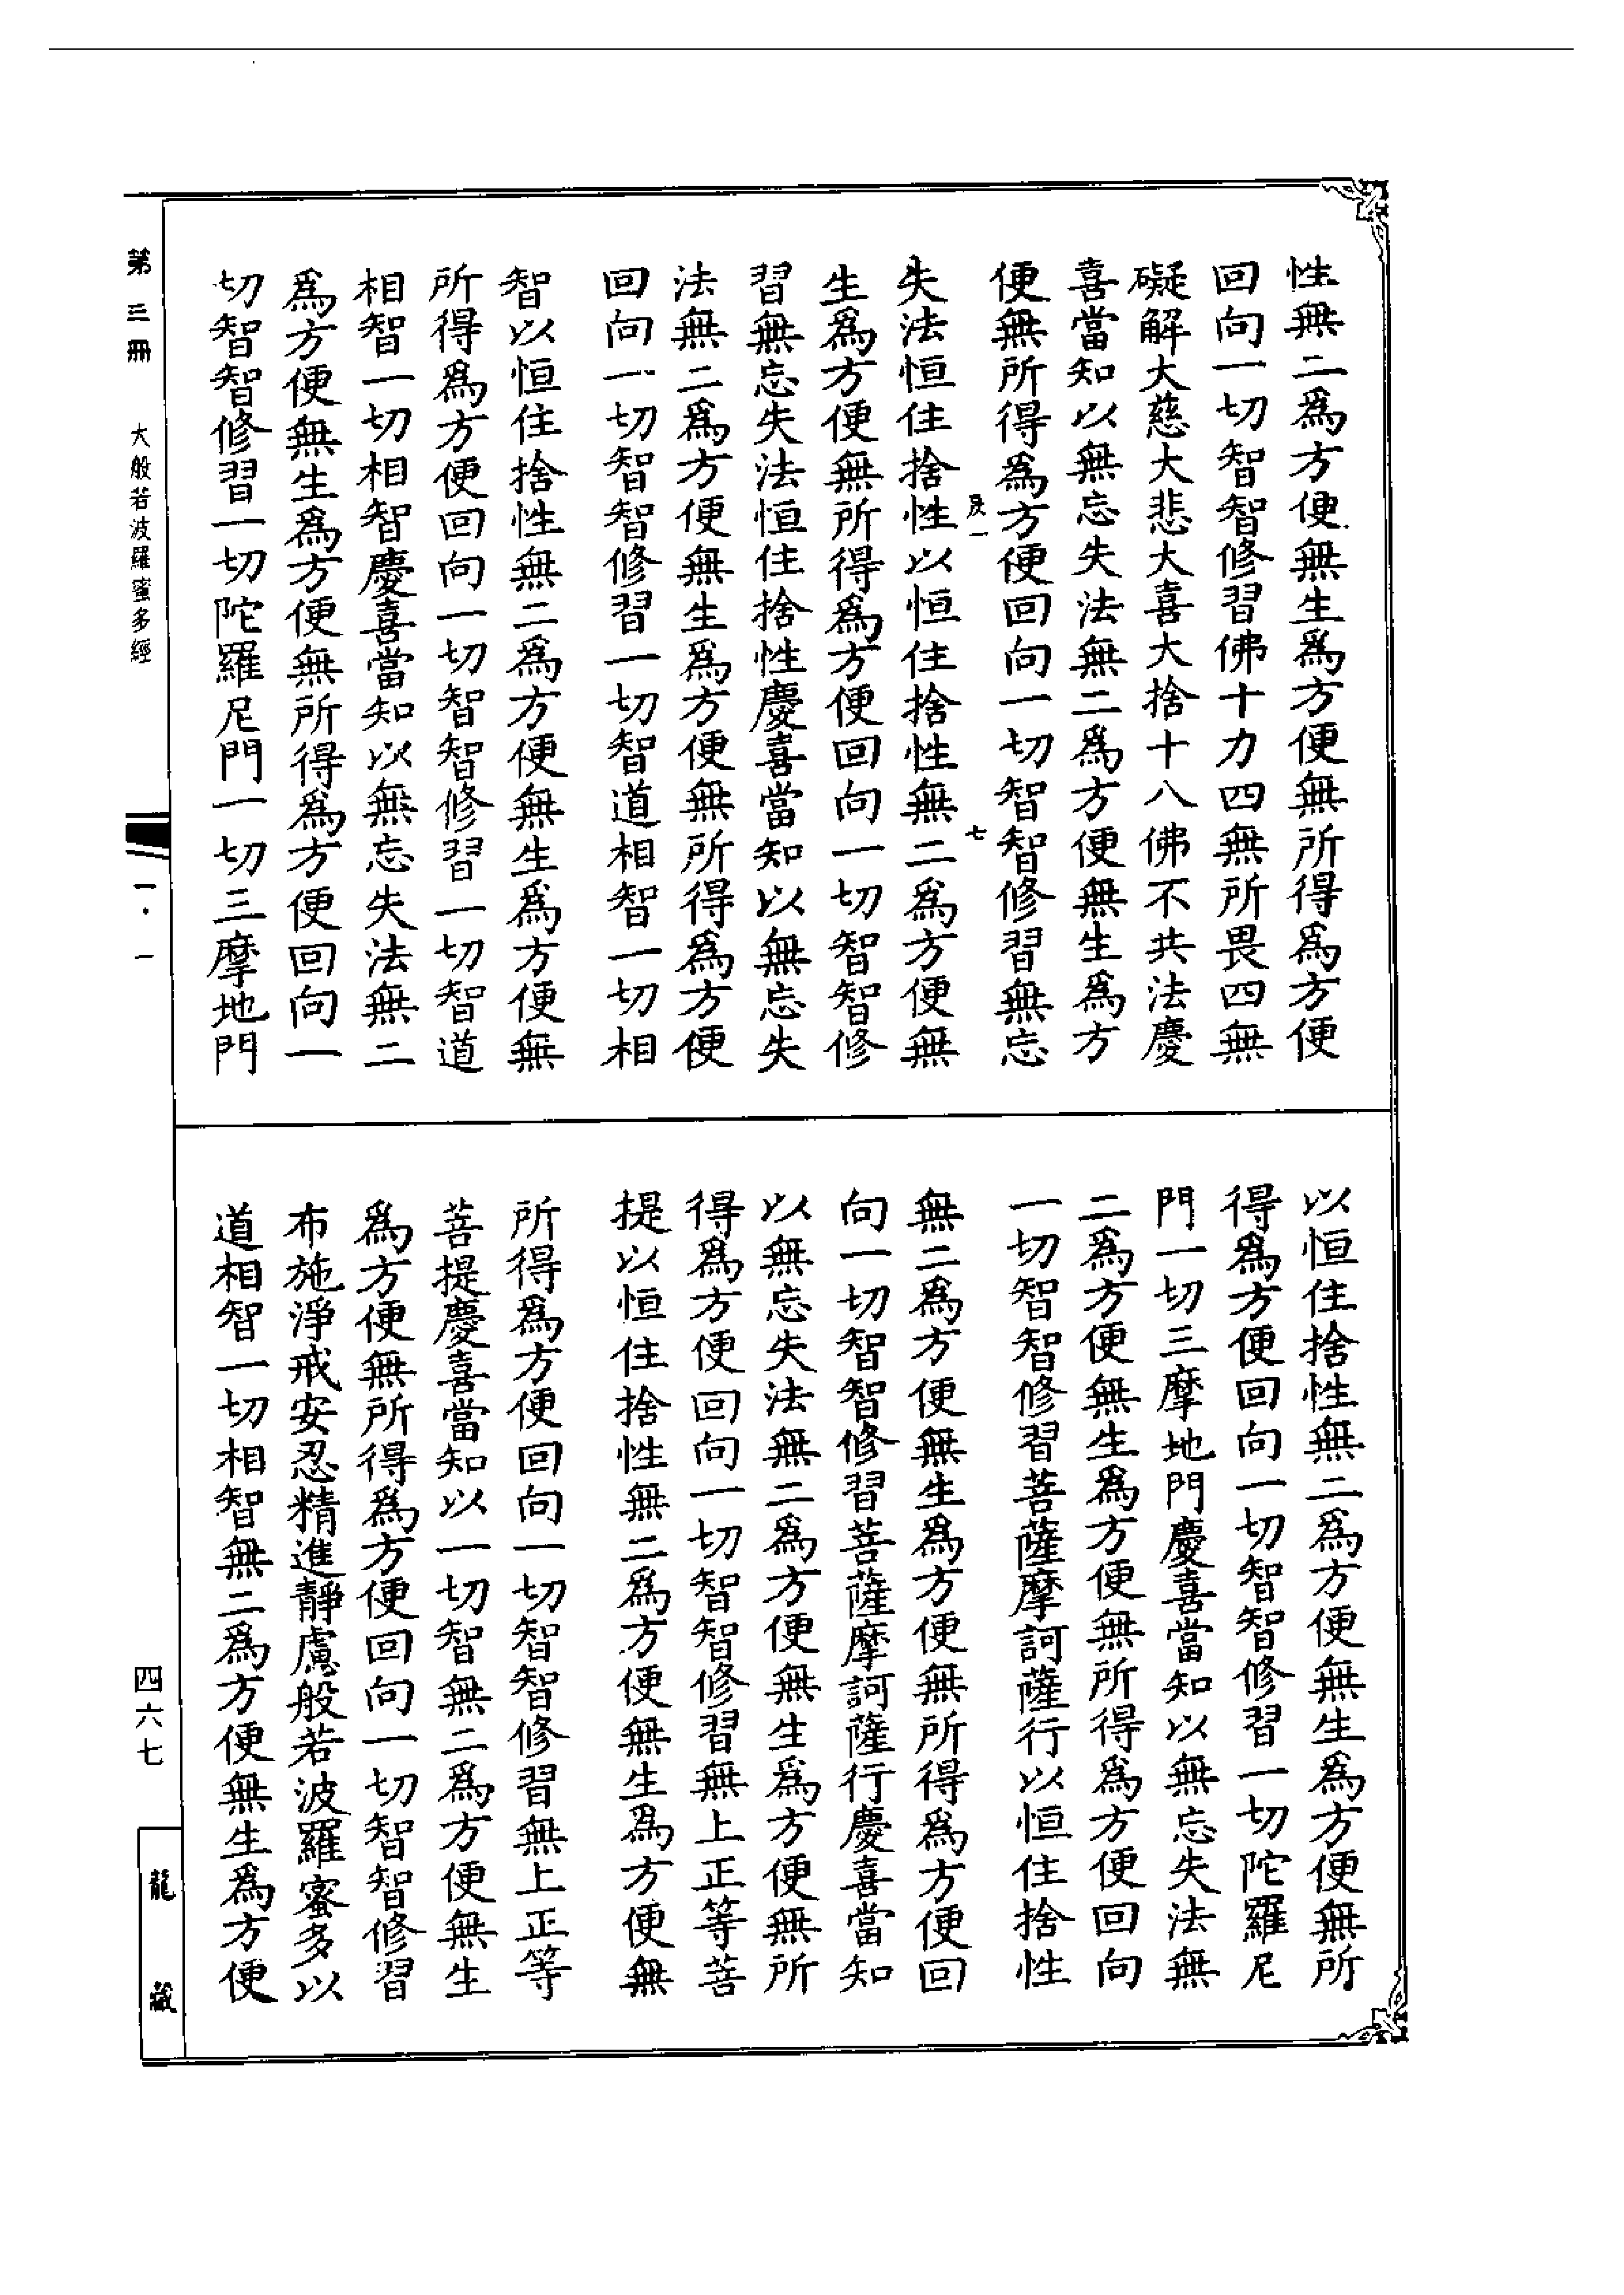 性無二爲方便無生爲方便無所得爲方便
回向一切智智修習佛十力四無所畏四無
礙解大慈大悲大喜大捨十八佛不共法慶
喜當知以無忘失法無二爲方便無生爲方
便無所得爲方便回向一切智智修習無忘
七
失法恒住捨性以恒住捨性無二爲方便無
生爲方便無所得爲方便回向一切智智修
習無忘失法恒住捨性慶喜當知以無忘失
法無二爲方便無生爲方便無所得爲方便
回向一切智智修習一切智道相智一切相
智以恒住捨性無二爲方便無生爲方便無
所得爲方便回向一切智智修習一切智道
相智一切相智慶喜當知以無忘失法無二
爲方便無生爲方便無所得爲方便回向一
切智智修習一切陀羅尼門一切三摩地門
以恒住捨性無二爲方便無生爲方便無所
得爲方便回向一切智智修習一切陀羅尼
門一切三摩地門慶喜當知以無忘失法無
二爲方便無生爲方便無所得爲方便回向
一切智智修習菩薩摩訶薩行以恒住捨性
無二爲方便無生爲方便無所得爲方便回
向一切智智修習菩薩摩訶薩行慶喜當知
以無忘失法無二爲方便無生爲方便無所
得爲方便回向一切智智修習無上正等菩
提以恒住捨性無二爲方便無生爲方便無
所得爲方便回向一切智智修習無上正等
菩提慶喜當知以一切智無二爲方便無生
爲方便無所得爲方便回向一切智智修習
布施淨戒安忍精進靜慮般若波羅蜜多以
道相智一切相智無二爲方便無生爲方便
第三冊 大般若波羅蜜多經 一·一
四六七
龍藏